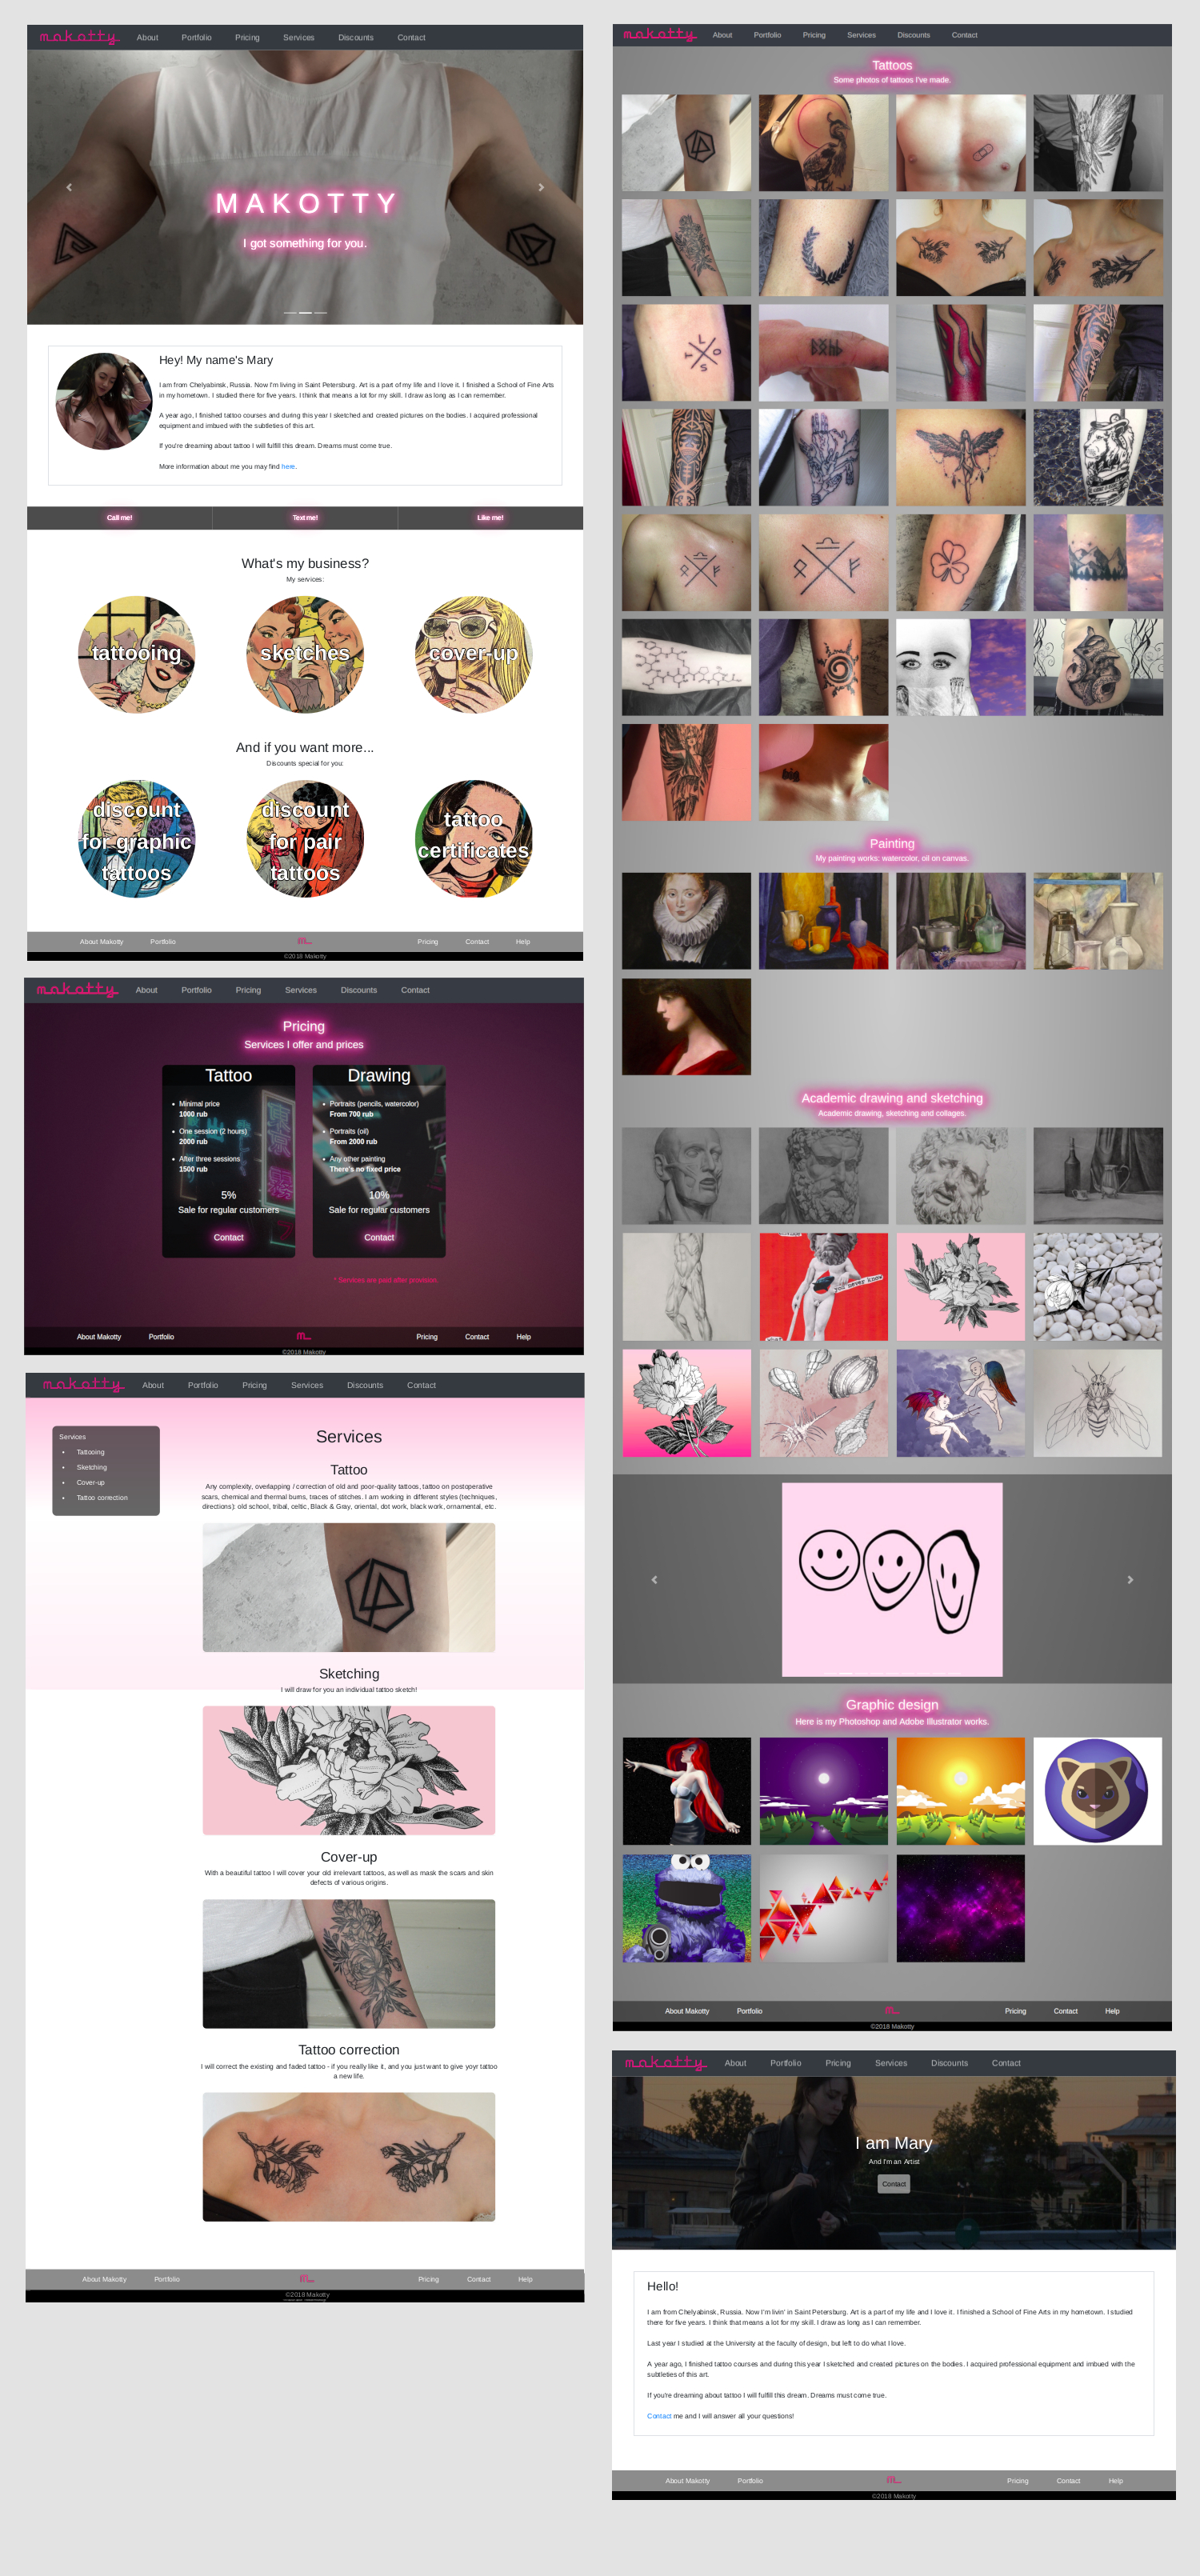 makotty About Portfolio Pricing Services Discounts Contact
MAKOTTY
I got something for you.
Hey! My name's Mary
I am from Chelyabinsk, Russia. Now I'm living in Saint Petersburg. Art is a part of my life and I love it. I finished a School of Fine Arts
in my hometown. I studied there for five years. I think that means a lot for my skill. I draw as long as I can remember.
A year ago, I finished tattoo courses and during this year I sketched and created pictures on the bodies. I acquired professional
equipment and imbued with the subtleties of this art.
If you're dreaming about tattoo I will fulfill this dream. Dreams must come true.
More information about me you may find here.
Call me! Text me! Like me!
What's my business?
My services:
tattooing sketches cover-up
And if you want more...
Discounts special for you:
discount
for graphic
tattoos
discount
for pair
tattoos
tattoo
certificates
About Makotty Portfolio m_ Pricing Contact Help
©2018 Makotty
makotty About Portfolio Pricing Services Discounts Contact
Pricing
Services I offer and prices
Tattoo
Minimal price
1000 rub
One session (2 hours)
2000 rub
After three sessions
1500 rub
5%
Sale for regular customers
Contact
Drawing
Portraits (pencils, watercolor)
From 700 rub
Portraits (oil)
From 2000 rub
Any other painting
There's no fixed price
10%
Sale for regular customers
Contact
* Services are paid after provision.
About Makotty Portfolio m_ Pricing Contact Help
©2018 Makotty
makotty About Portfolio Pricing Services Discounts Contact
Services
Tattooing
Sketching
Cover-up
Tattoo correction
Services
Tattoo
Any complexity, overlapping / correction of old and poor-quality tattoos, tattoo on postoperative
scars, chemical and thermal burns, traces of stitches. I am working in different styles (techniques,
directions): old school, tribal, celtic, Black & Gray, oriental, dot work, black work, ornamental, etc.
Sketching
I will draw for you an individual tattoo sketch!
Cover-up
With a beautiful tattoo I will cover your old irrelevant tattoos, as well as mask the scars and skin
defects of various origins.
Tattoo correction
I will correct the existing and faded tattoo - if you really like it, and you just want to give yoyr tattoo
a new life.
About Makotty Portfolio m_ Pricing Contact Help
©2018 Makotty
makotty About Portfolio Pricing Services Discounts Contact
Tattoos
Some photos of tattoos I've made.
Painting
My painting works: watercolor, oil on canvas.
Academic drawing and sketching
Academic drawing, sketching and collages.
you never know
Graphic design
Here is my Photoshop and Adobe Illustrator works.
About Makotty Portfolio m_ Pricing Contact Help
©2018 Makotty
makotty About Portfolio Pricing Services Discounts Contact
I am Mary
And I'm an Artist
Contact
Hello!
I am from Chelyabinsk, Russia. Now I'm livin' in Saint Petersburg. Art is a part of my life and I love it. I finished a School of Fine Arts in my hometown. I studied
there for five years. I think that means a lot for my skill. I draw as long as I can remember.
Last year I studied at the University at the faculty of design, but left to do what I love.
A year ago, I finished tattoo courses and during this year I sketched and created pictures on the bodies. I acquired professional equipment and imbued with the
subtleties of this art.
If you're dreaming about tattoo I will fulfill this dream. Dreams must come true.
Contact me and I will answer all your questions!
About Makotty Portfolio m_ Pricing Contact Help
©2018 Makotty